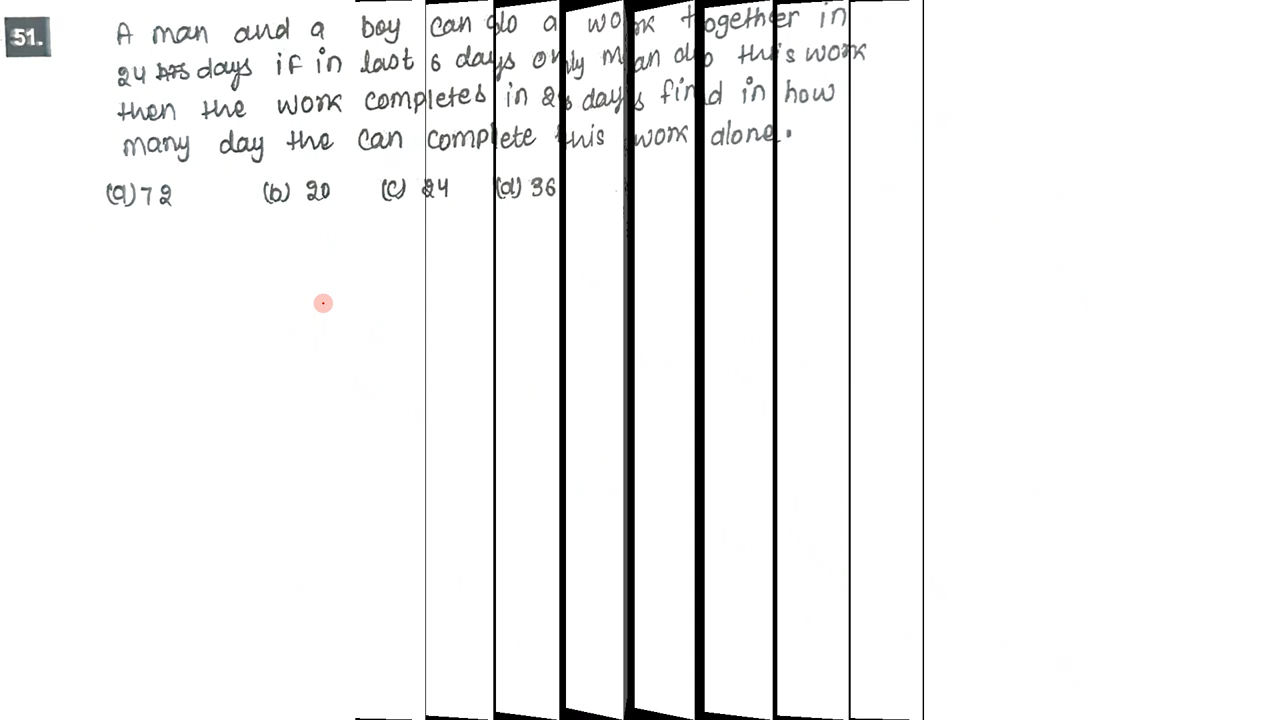 51.
A man and a boy can do a work together in
24 days if in last 6 days only man do this work
then the work completes in 26 days find in how
many day the can complete this work alone.
(a) 72 (b) 20 (c) 24 (d) 36